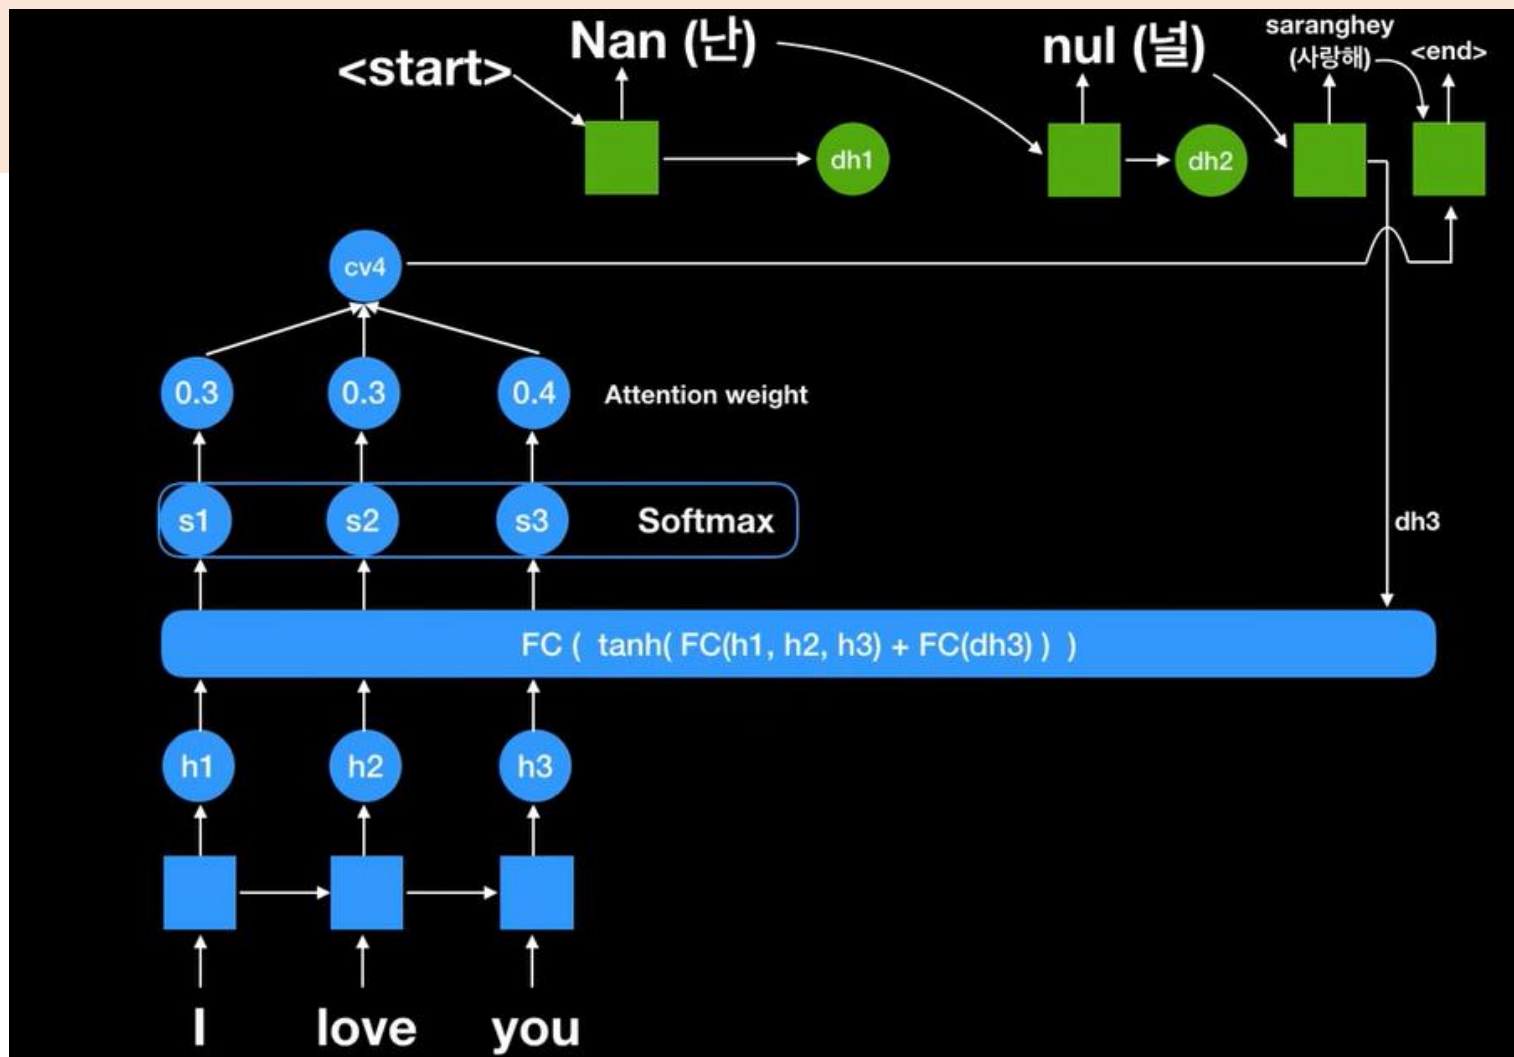 <start>
Nan (난)
nul (널)
saranghey
(사랑해)
<end>
dh1
dh2
cv4
0.3
0.3
0.4
Attention weight
s1
s2
s3
Softmax
dh3
FC ( tanh( FC(h1, h2, h3) + FC(dh3) ) )
h1
h2
h3
I
love
you